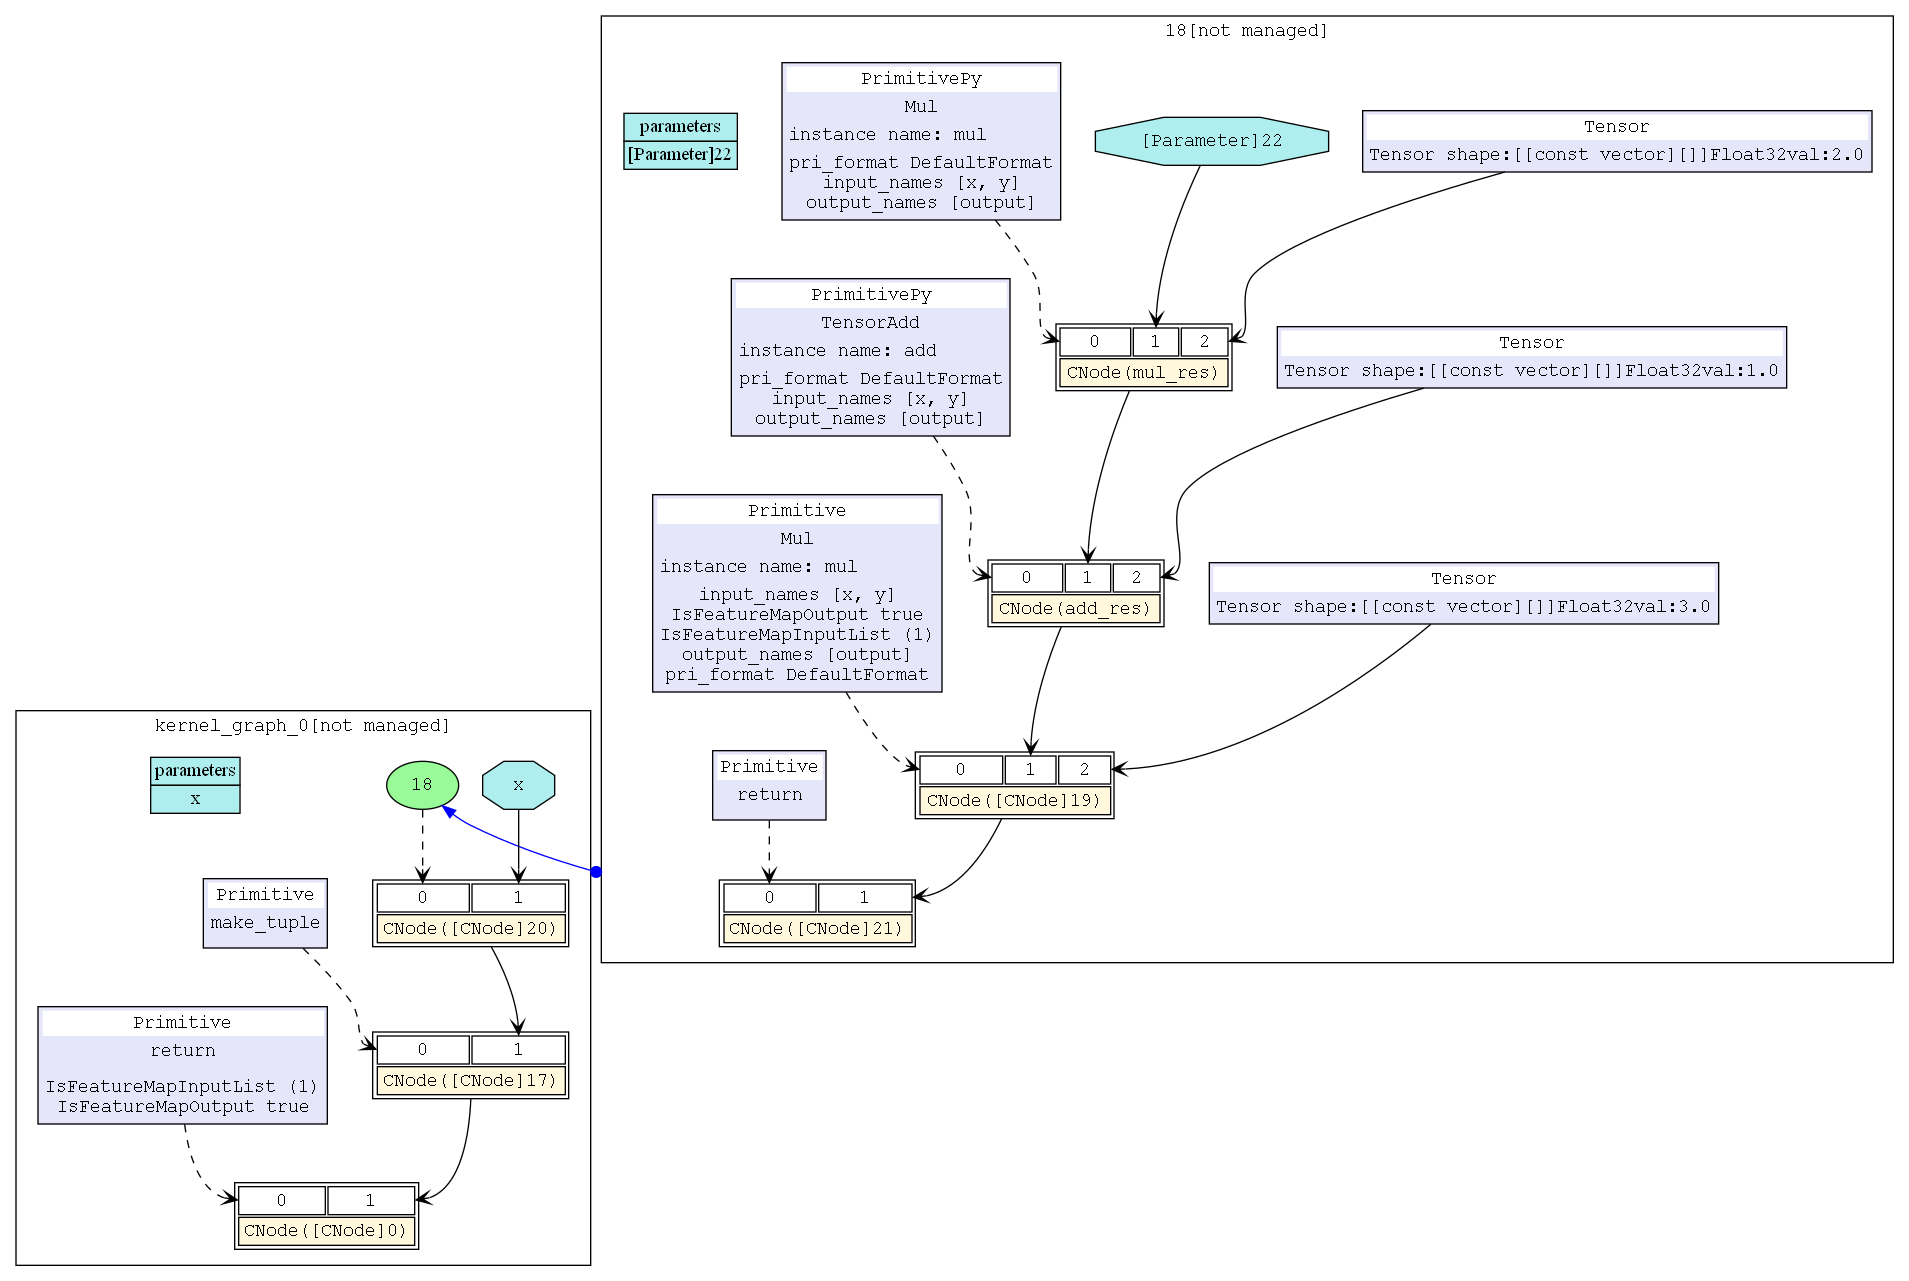 18[not managed]
PrimitivePy
Mul
instance name: mul
pri_format DefaultFormat
input_names [x, y]
output_names [output]
parameters
[Parameter]22
[Parameter]22
Tensor
Tensor shape:[[const vector][]]Float32val:2.0
PrimitivePy
TensorAdd
instance name: add
pri_format DefaultFormat
input_names [x, y]
output_names [output]
0 1 2
CNode(mul_res)
Tensor
Tensor shape:[[const vector][]]Float32val:1.0
Primitive
Mul
instance name: mul
input_names [x, y]
IsFeatureMapOutput true
IsFeatureMapInputList (1)
output_names [output]
pri_format DefaultFormat
0 1 2
CNode(add_res)
Tensor
Tensor shape:[[const vector][]]Float32val:3.0
Primitive
return
0 1 2
CNode([CNode]19)
0 1
CNode([CNode]21)
kernel_graph_0[not managed]
parameters
x
18
x
Primitive
make_tuple
0 1
CNode([CNode]20)
Primitive
return
IsFeatureMapInputList (1)
IsFeatureMapOutput true
0 1
CNode([CNode]17)
0 1
CNode([CNode]0)